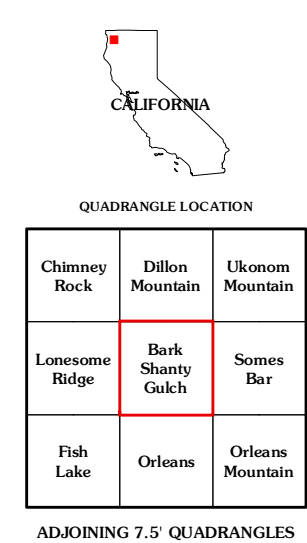 CALIFORNIA
QUADRANGLE LOCATION
Chimney Dillon Ukonom
Rock Mountain Mountain
Lonesome Bark Somes
Ridge Shanty Bar
Gulch
Fish Orleans Orleans
Lake Mountain
ADJOINING 7.5' QUADRANGLES